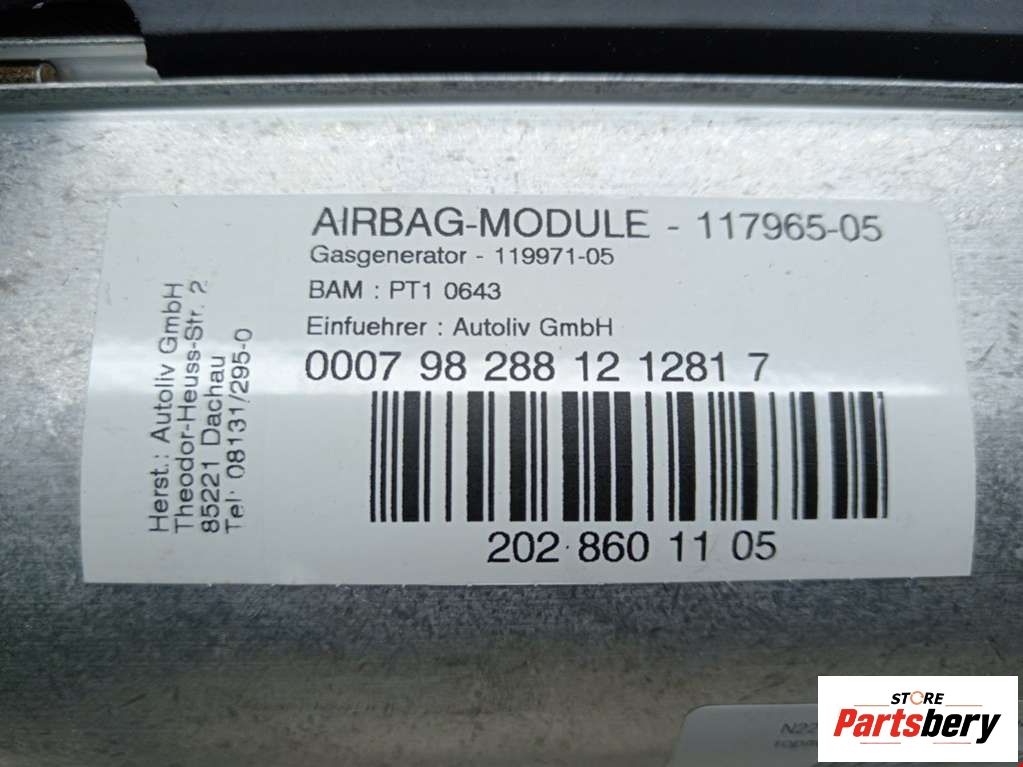 AIRBAG-MODULE - 117965-05
Gasgenerator - 119971-05
BAM : PT1 0643
Einfuehrer : Autoliv GmbH
0007 98 288 12 1281 7
202 860 11 05
Herst.: Autoliv GmbH
Theodor-Heuss-Str. 2
85221 Dachau
Tel: 08131/295-0
STORE
Partsbery